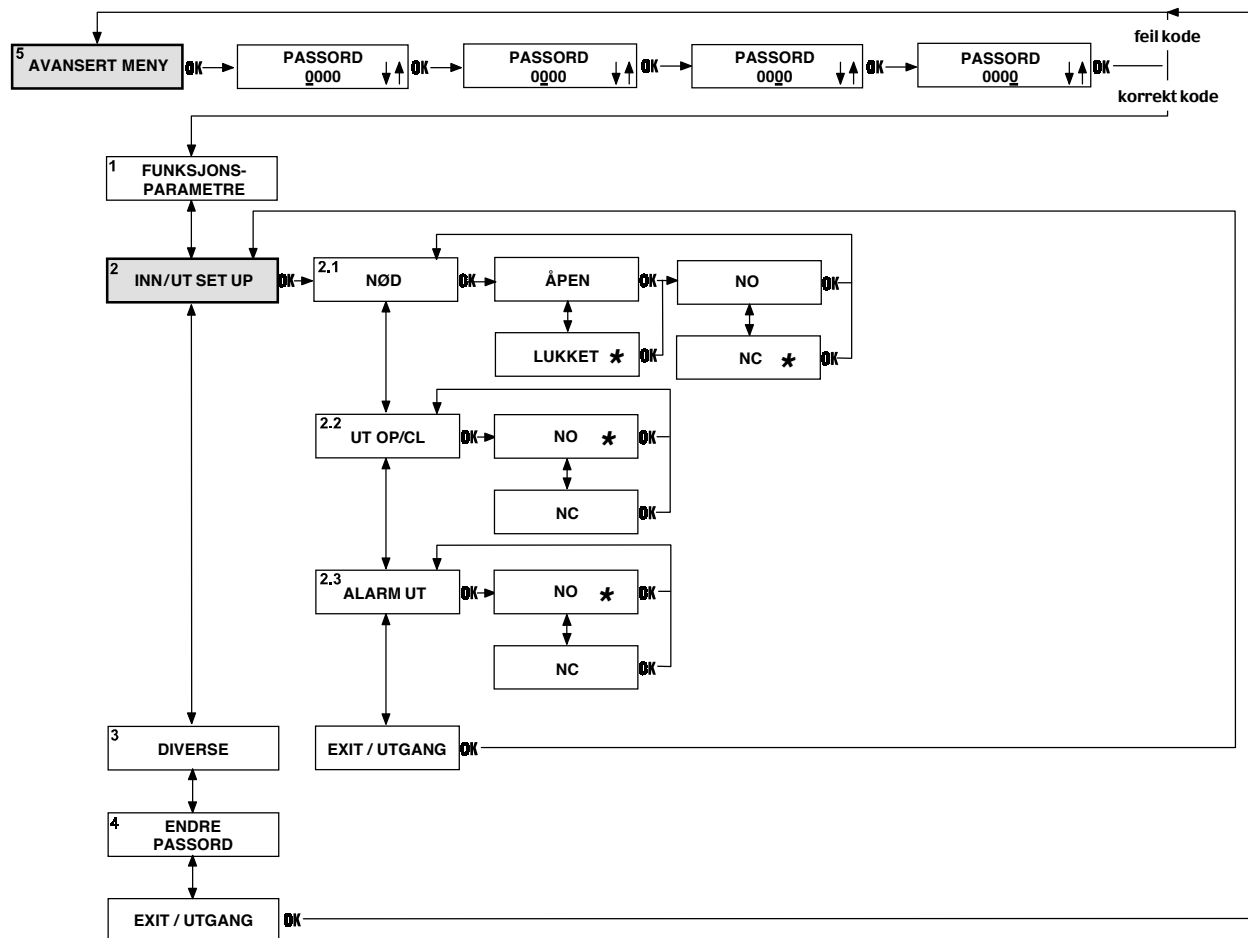 feil kode
5
AVANSERT MENY
OK
PASSORD
0000
OK
PASSORD
0000
OK
PASSORD
0000
OK
PASSORD
0000
OK
korrekt kode
1
FUNKSJONS-
PARAMETRE
2
INN/UT SET UP
OK
2.1
NØD
OK
ÅPEN
OK
NO
OK
LUKKET *
OK
NC *
OK
2.2
UT OP/CL
OK
NO *
OK
NC
OK
2.3
ALARM UT
OK
NO *
OK
NC
OK
3
DIVERSE
EXIT / UTGANG
OK
4
ENDRE
PASSORD
EXIT / UTGANG
OK